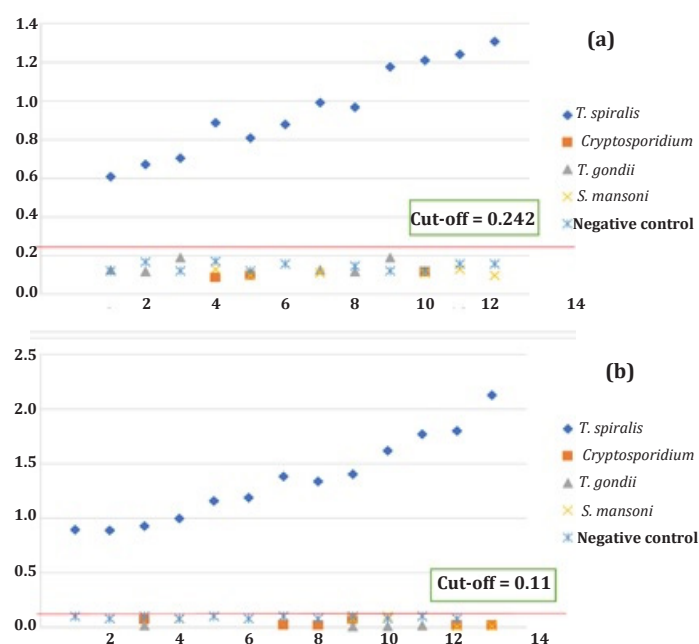 1.4
(a)
1.2
1.0
T. spiralis
0.8
Cryptosporidium
T. gondii
0.6
S. mansoni
0.4
Cut-off = 0.242
Negative control
0.2
0.0
2 4 6 8 10 12 14
2.5
(b)
2.0
T. spiralis
1.5
Cryptosporidium
T. gondii
1.0
S. mansoni
Negative control
0.5
Cut-off = 0.11
0.0
2 4 6 8 10 12 14